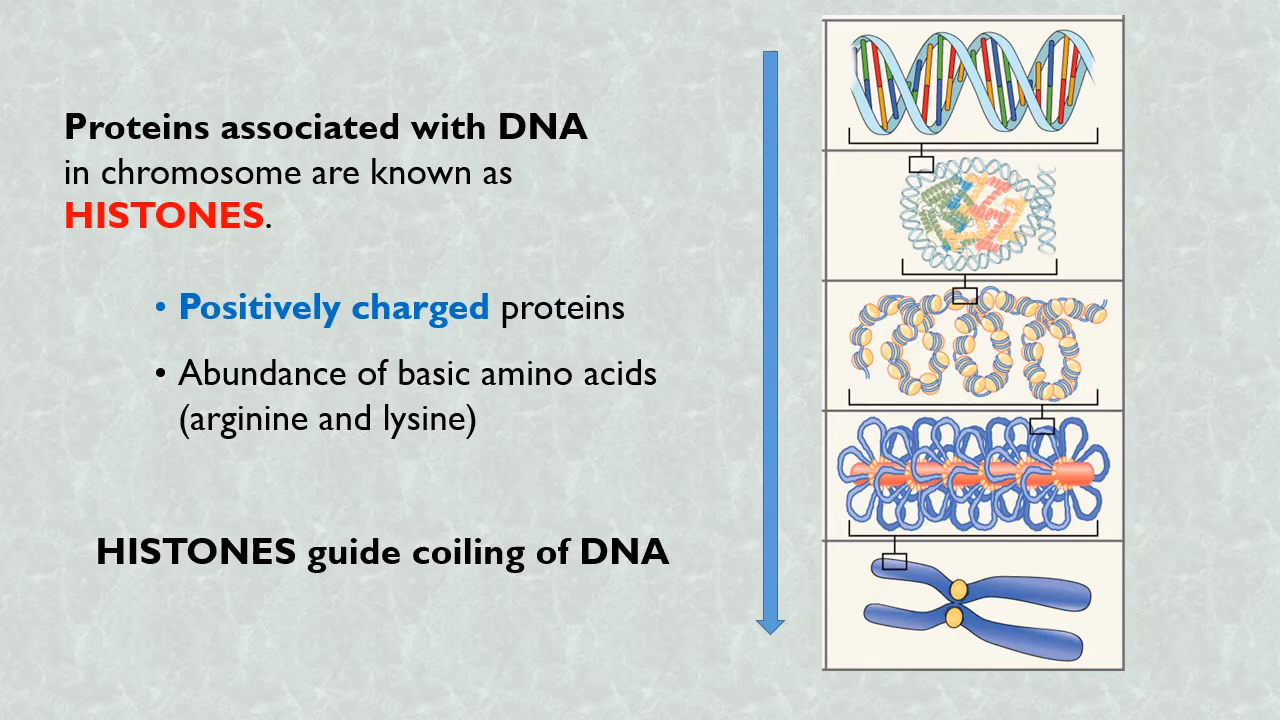 Proteins associated with DNA
in chromosome are known as
HISTONES.
• Positively charged proteins
• Abundance of basic amino acids
(arginine and lysine)
HISTONES guide coiling of DNA